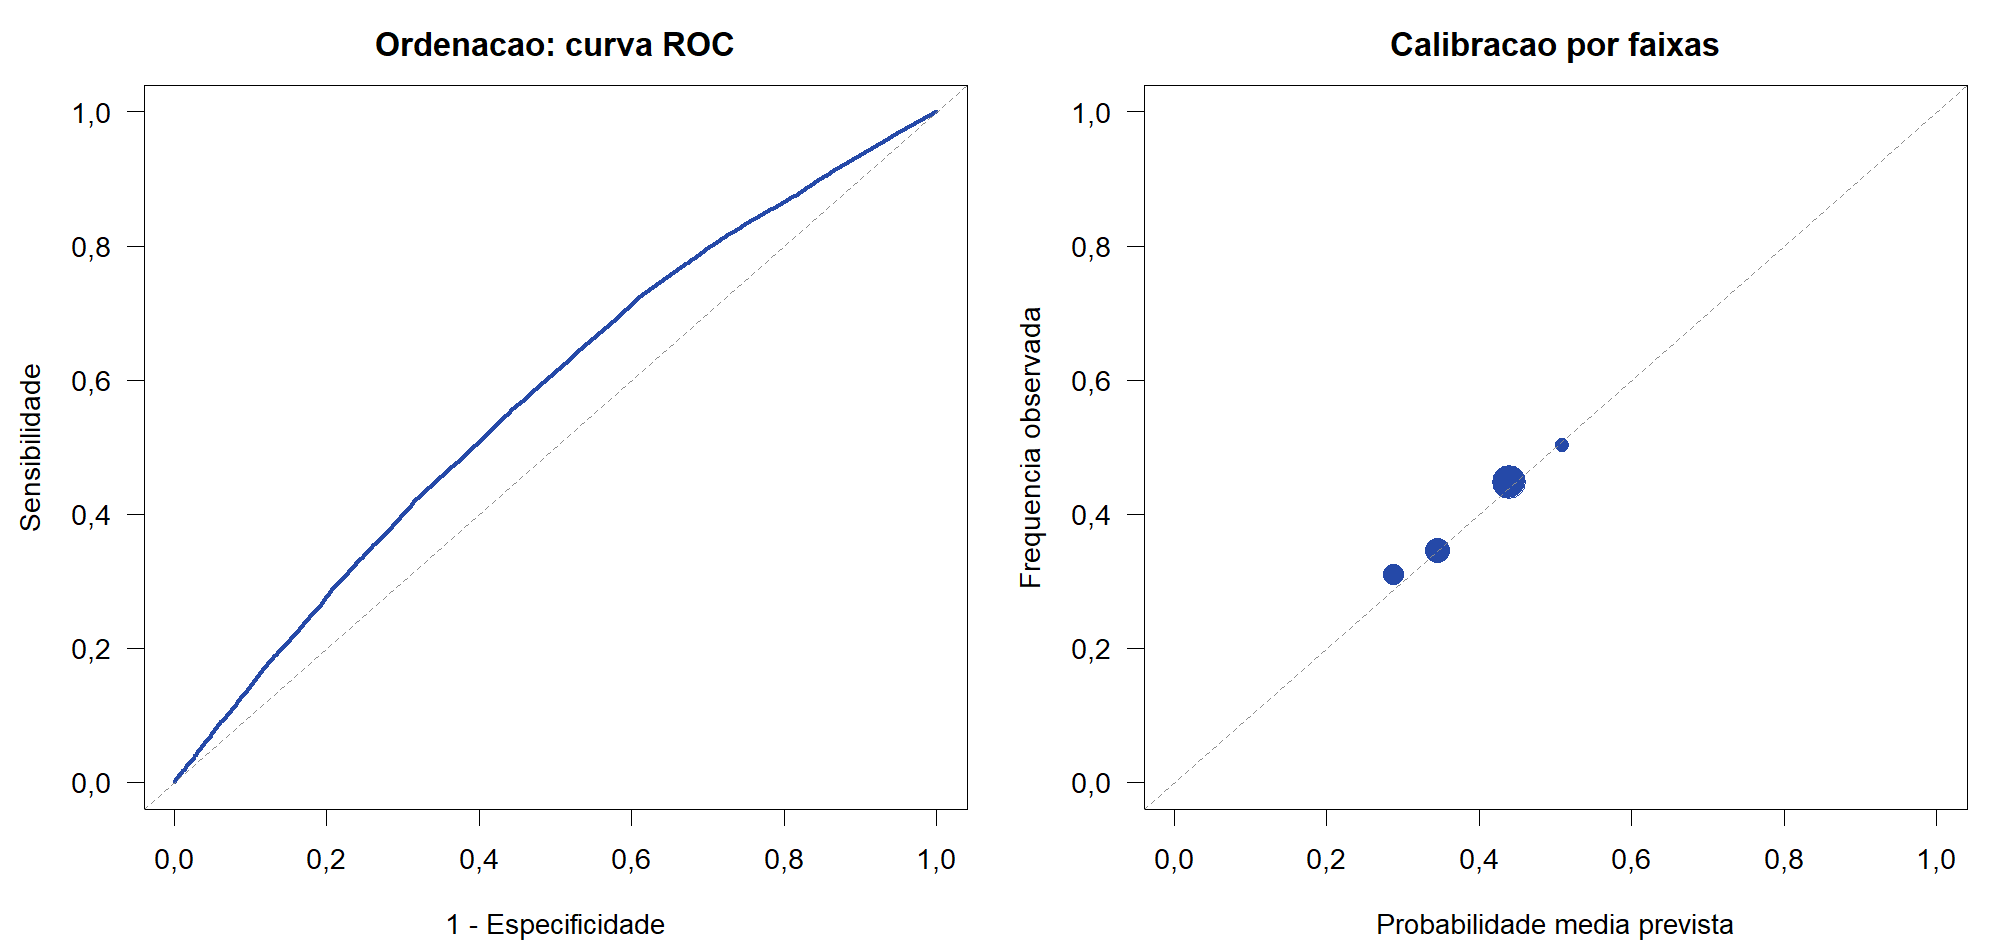 Ordenacao: curva ROC
1,0
0,8
0,6
0,4
0,2
0,0
Sensibilidade
0,0 0,2 0,4 0,6 0,8 1,0
1 - Especificidade
Calibracao por faixas
1,0
0,8
0,6
0,4
0,2
0,0
Frequencia observada
0,0 0,2 0,4 0,6 0,8 1,0
Probabilidade media prevista